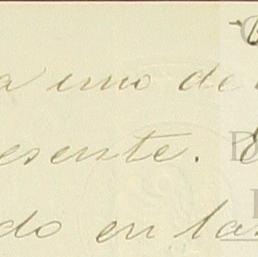 a uno de
esente.
do en la